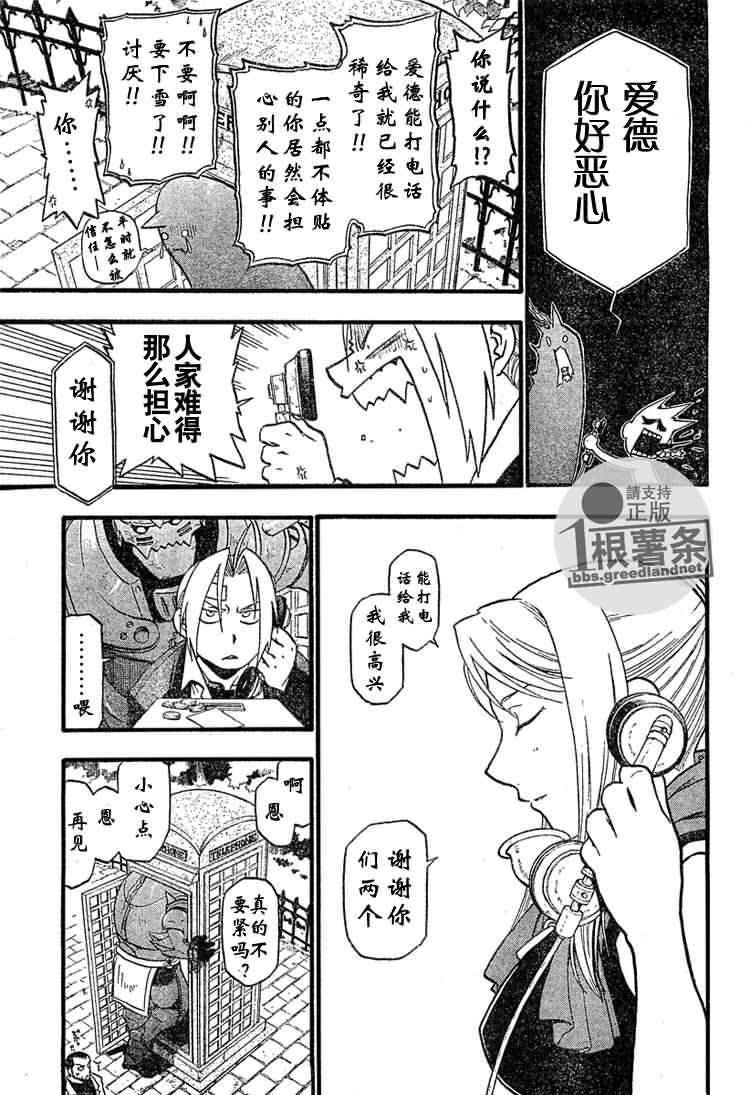 爱德
你好恶心
你说什么!?
爱德能打电话
给我就已经很
稀奇了!!
一点都不体贴
的你居然会担
心别人的事!!
不要啊啊!!
要下雪了!!
讨厌!!
你……
平时就
不怎么被
信任—
人家难得
那么担心
谢谢你
請支持
正版
1根薯条
bbs.greedland.net
能打电
话给我
我很高兴
谢谢你
们两个
………喂
啊
恩
小心点
恩
再见
TELEPHONE
真的不
要紧吗?